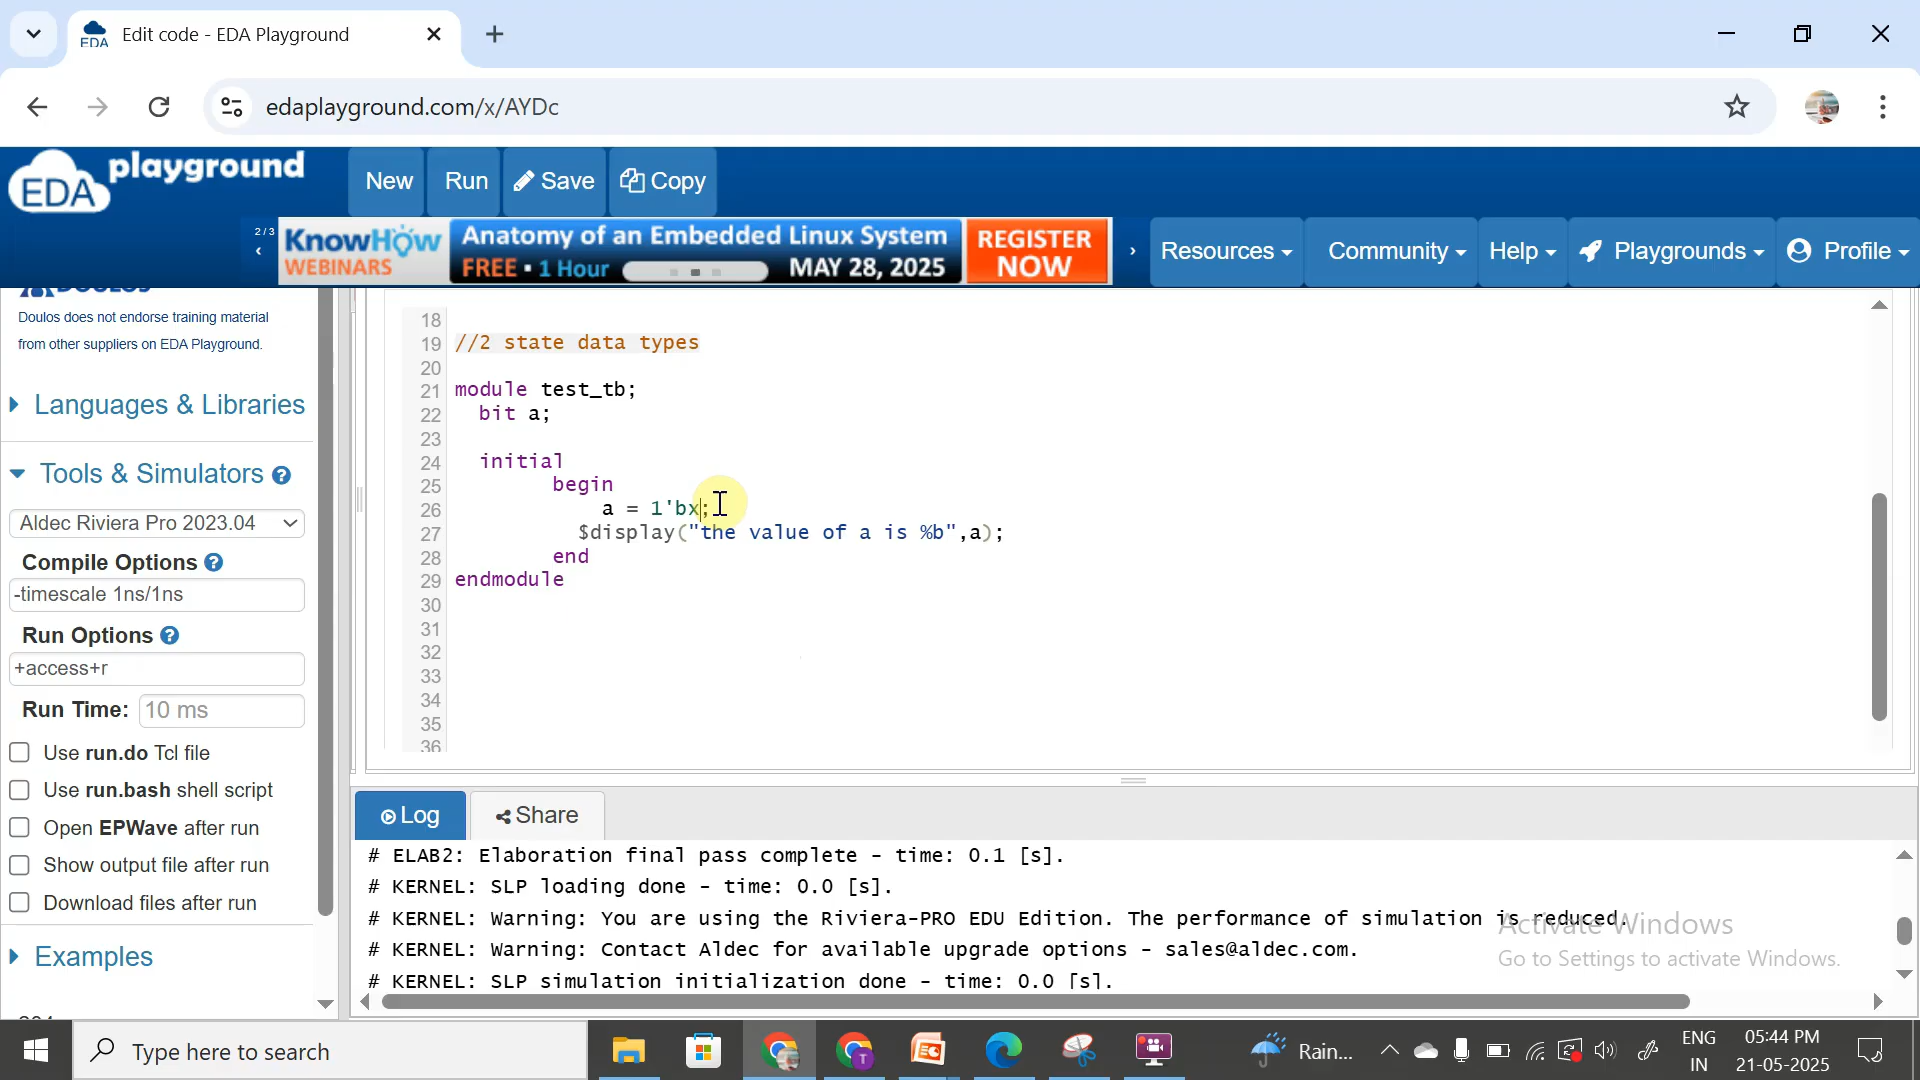 Edit code - EDA Playground
edaplayground.com/x/AYDc
EDA playground
New
Run
Save
Copy
2/3
KnowHow WEBINARS
Anatomy of an Embedded Linux System
FREE • 1 Hour
MAY 28, 2025
REGISTER NOW
Resources
Community
Help
Playgrounds
Profile
Doulos does not endorse training material
from other suppliers on EDA Playground.
Languages & Libraries
Tools & Simulators
Aldec Riviera Pro 2023.04
Compile Options
-timescale 1ns/1ns
Run Options
+access+r
Run Time:
10 ms
Use run.do Tcl file
Use run.bash shell script
Open EPWave after run
Show output file after run
Download files after run
Examples
18
19 //2 state data types
20
21 module test_tb;
22 bit a;
23
24 initial
25 begin
26 a = 1'bx;
27 $display("the value of a is %b",a);
28 end
29 endmodule
30
31
32
33
34
35
36
Log
Share
# ELAB2: Elaboration final pass complete - time: 0.1 [s].
# KERNEL: SLP loading done - time: 0.0 [s].
# KERNEL: Warning: You are using the Riviera-PRO EDU Edition. The performance of simulation is reduced.
# KERNEL: Warning: Contact Aldec for available upgrade options - sales@aldec.com.
# KERNEL: SLP simulation initialization done - time: 0.0 [s].
Activate Windows
Go to Settings to activate Windows.
Type here to search
Rain...
ENG
IN
05:44 PM
21-05-2025